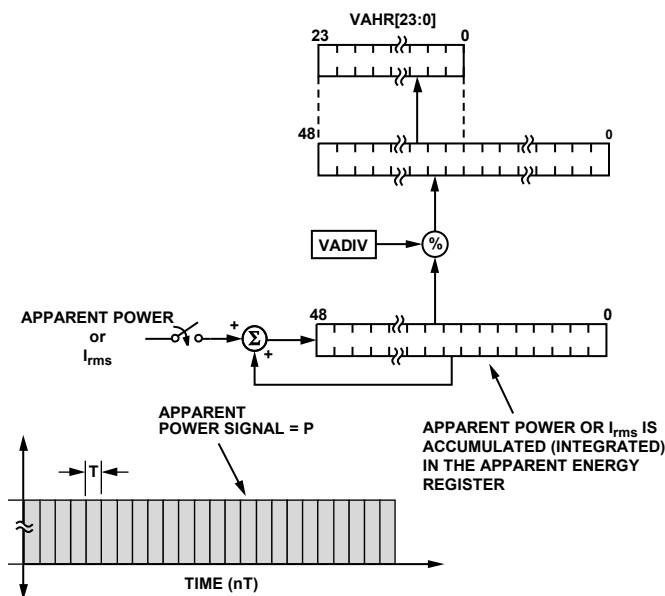 VAHR[23:0]
23 0
48 0
VADIV %
48 0
APPARENT POWER
or
Irms
+ Σ +
APPARENT
POWER SIGNAL = P
APPARENT POWER OR Irms IS
ACCUMULATED (INTEGRATED)
IN THE APPARENT ENERGY
REGISTER
T
TIME (nT)